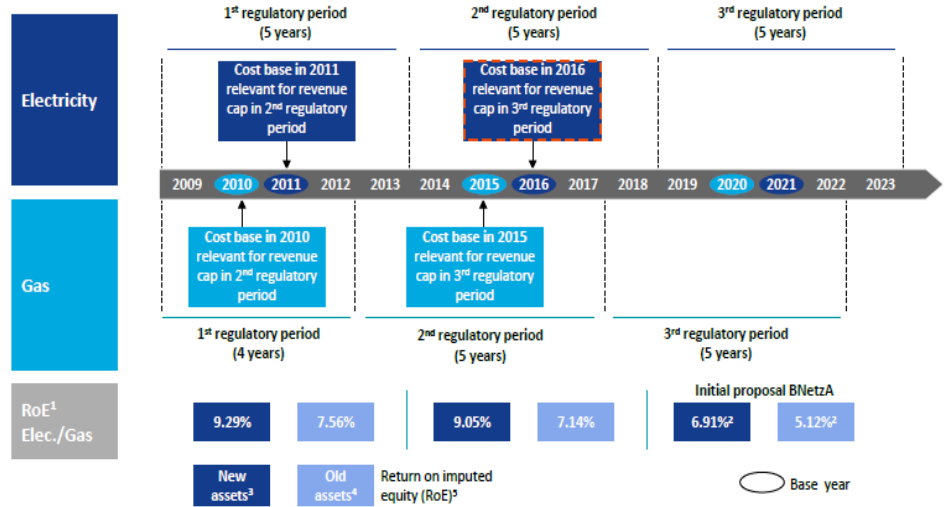 1st regulatory period
(5 years)
2nd regulatory period
(5 years)
3rd regulatory period
(5 years)
Electricity
Cost base in 2011
relevant for revenue
cap in 2nd regulatory
period
Cost base in 2016
relevant for revenue
cap in 3rd regulatory
period
2009 2010 2011 2012 2013 2014 2015 2016 2017 2018 2019 2020 2021 2022 2023
Gas
Cost base in 2010
relevant for revenue
cap in 2nd regulatory
period
Cost base in 2015
relevant for revenue
cap in 3rd regulatory
period
1st regulatory period
(4 years)
2nd regulatory period
(5 years)
3rd regulatory period
(5 years)
RoE1
Elec./Gas
Initial proposal BNetzA
9.29% 7.56% 9.05% 7.14% 6.91%2 5.12%2
New
assets3
Old
assets4
Return on imputed
equity (RoE)5
Base year